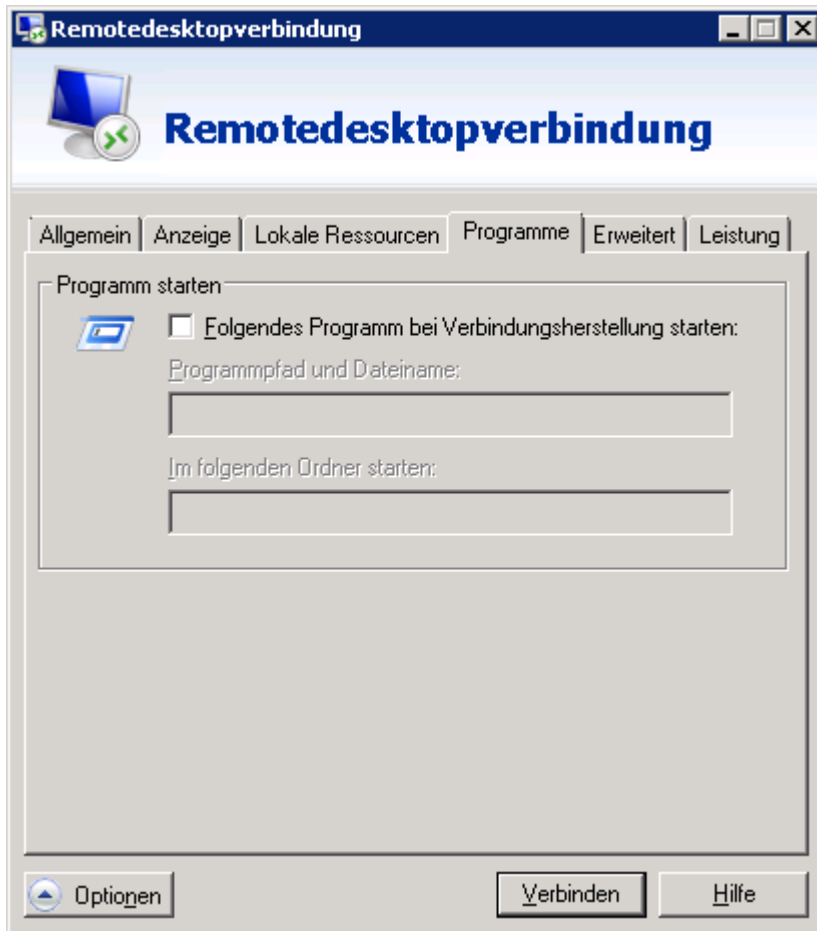 Remotedesktopverbindung
Remotedesktopverbindung
Allgemein Anzeige Lokale Ressourcen Programme Erweitert Leistung
Programm starten
Folgendes Programm bei Verbindungsherstellung starten:
Programmpfad und Dateiname:
Im folgenden Ordner starten:
Optionen Verbinden Hilfe